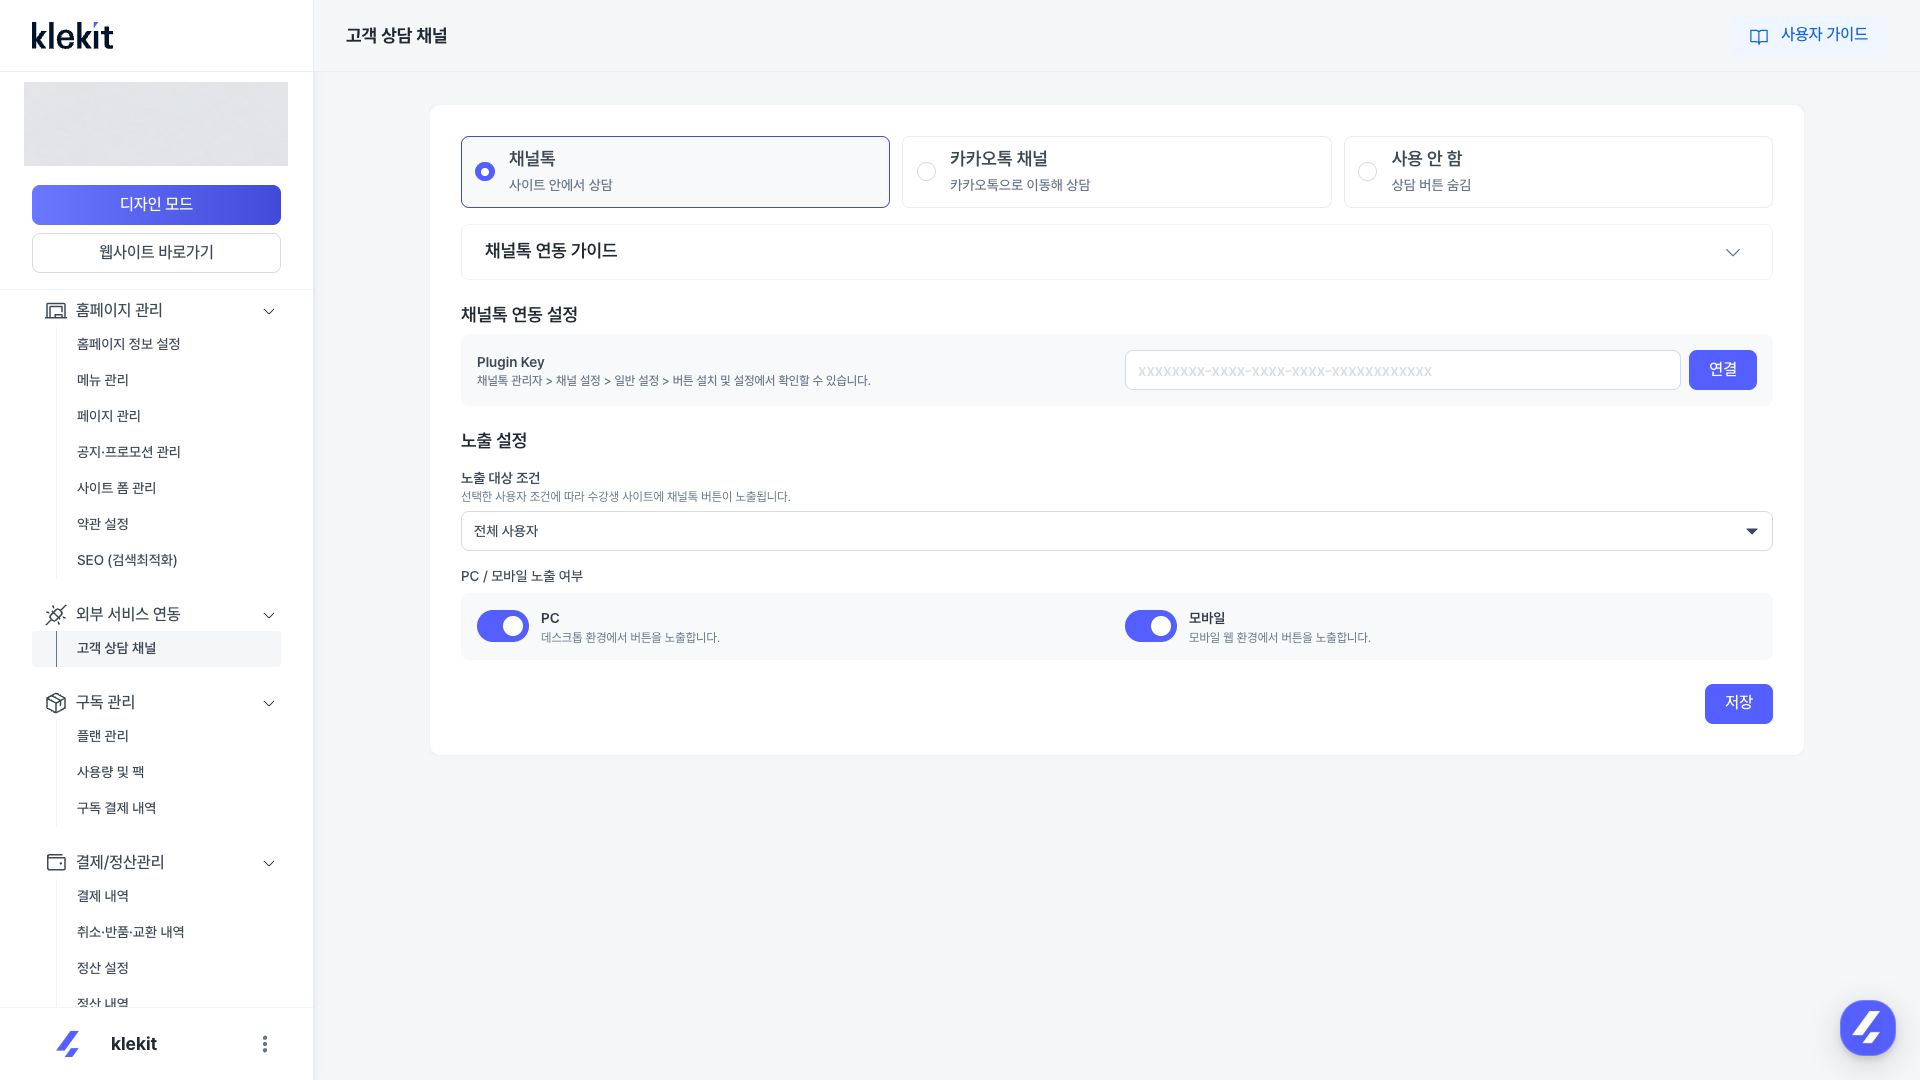 klekit
디자인 모드
웹사이트 바로가기
홈페이지 관리
홈페이지 정보 설정
메뉴 관리
페이지 관리
공지·프로모션 관리
사이트 폼 관리
약관 설정
SEO (검색최적화)
외부 서비스 연동
고객 상담 채널
구독 관리
플랜 관리
사용량 및 팩
구독 결제 내역
결제/정산관리
결제 내역
취소·반품·교환 내역
정산 설정
정산 내역
klekit
고객 상담 채널
사용자 가이드
채널톡
사이트 안에서 상담
카카오톡 채널
카카오톡으로 이동해 상담
사용 안 함
상담 버튼 숨김
채널톡 연동 가이드
채널톡 연동 설정
Plugin Key
채널톡 관리자 > 채널 설정 > 일반 설정 > 버튼 설치 및 설정에서 확인할 수 있습니다.
xxxxxxxx-xxxx-xxxx-xxxx-xxxxxxxxxxxx
연결
노출 설정
노출 대상 조건
선택한 사용자 조건에 따라 수강생 사이트에 채널톡 버튼이 노출됩니다.
전체 사용자
PC / 모바일 노출 여부
PC
데스크톱 환경에서 버튼을 노출합니다.
모바일
모바일 웹 환경에서 버튼을 노출합니다.
저장